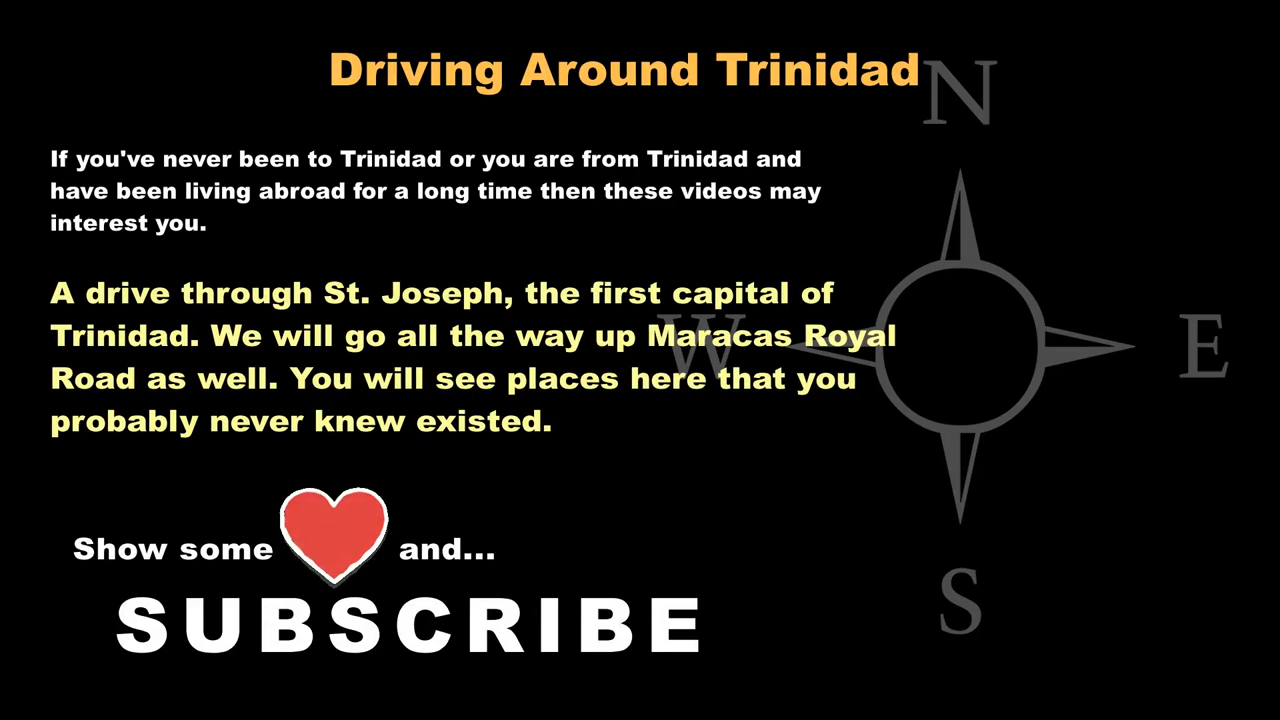 Driving Around Trinidad
N
If you've never been to Trinidad or you are from Trinidad and
have been living abroad for a long time then these videos may
interest you.
A drive through St. Joseph, the first capital of
Trinidad. We will go all the way up Maracas Royal
Road as well. You will see places here that you
probably never knew existed.
W
E
Show some and...
SUBSCRIBE
S